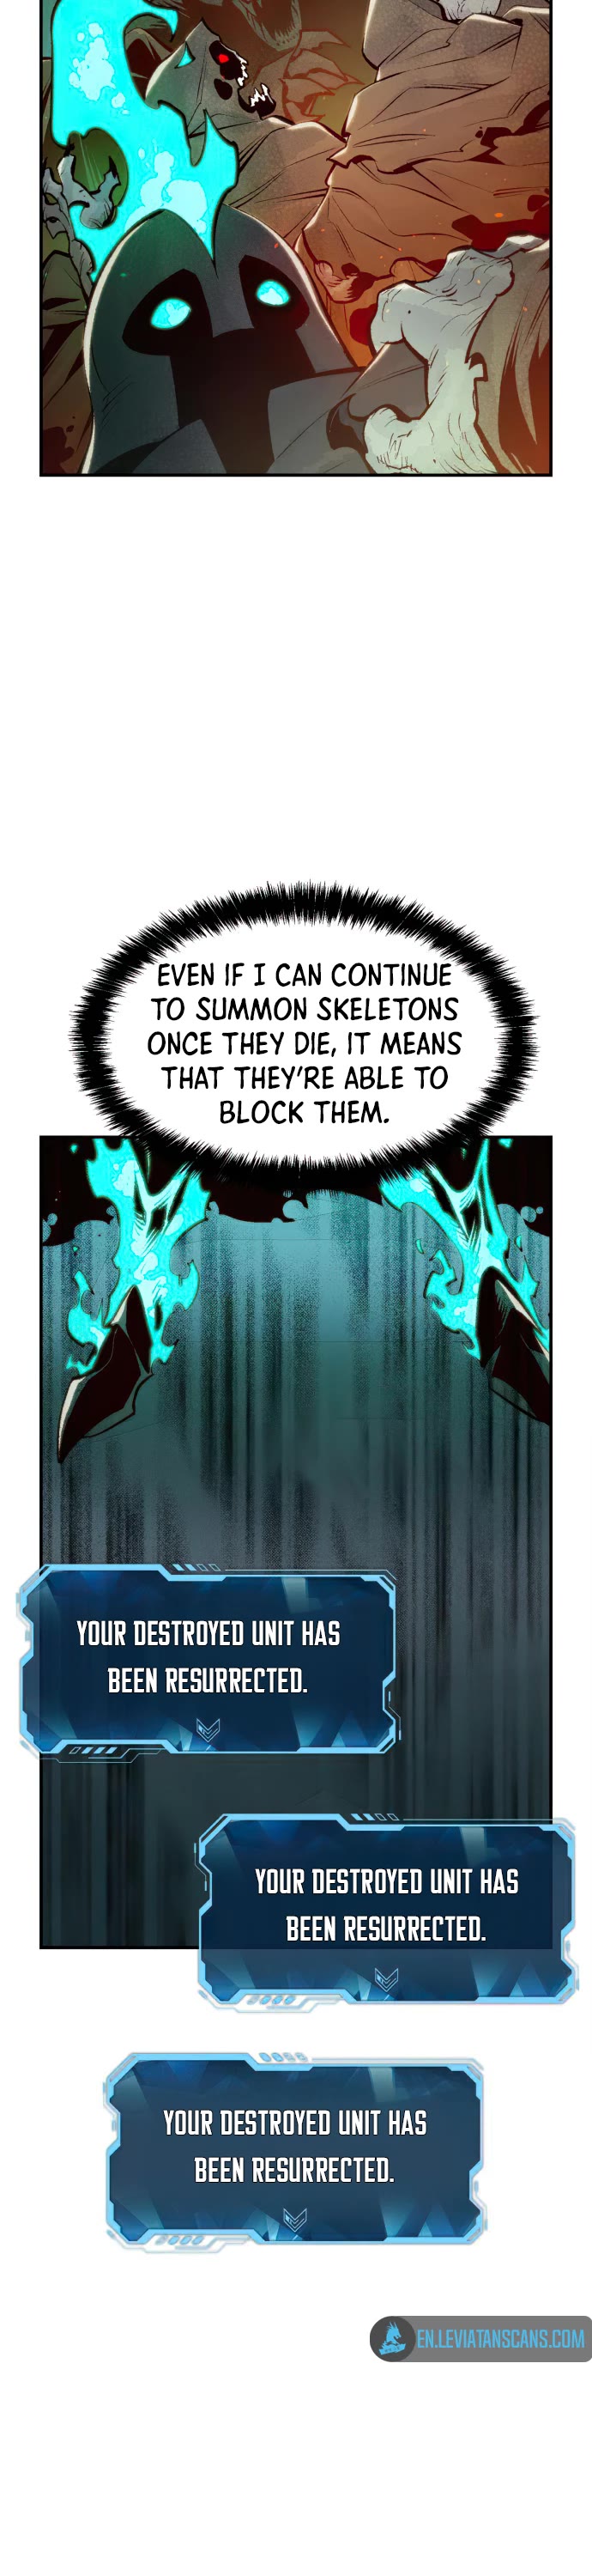 EVEN IF I CAN CONTINUE
TO SUMMON SKELETONS
ONCE THEY DIE, IT MEANS
THAT THEY'RE ABLE TO
BLOCK THEM.
YOUR DESTROYED UNIT HAS
BEEN RESURRECTED.
YOUR DESTROYED UNIT HAS
BEEN RESURRECTED.
YOUR DESTROYED UNIT HAS
BEEN RESURRECTED.
EN.LEVIATANSCANS.COM